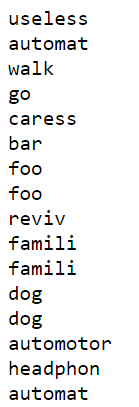 useless
automat
walk
go
caress
bar
foo
foo
reviv
famili
famili
dog
dog
automotor
headphon
automat